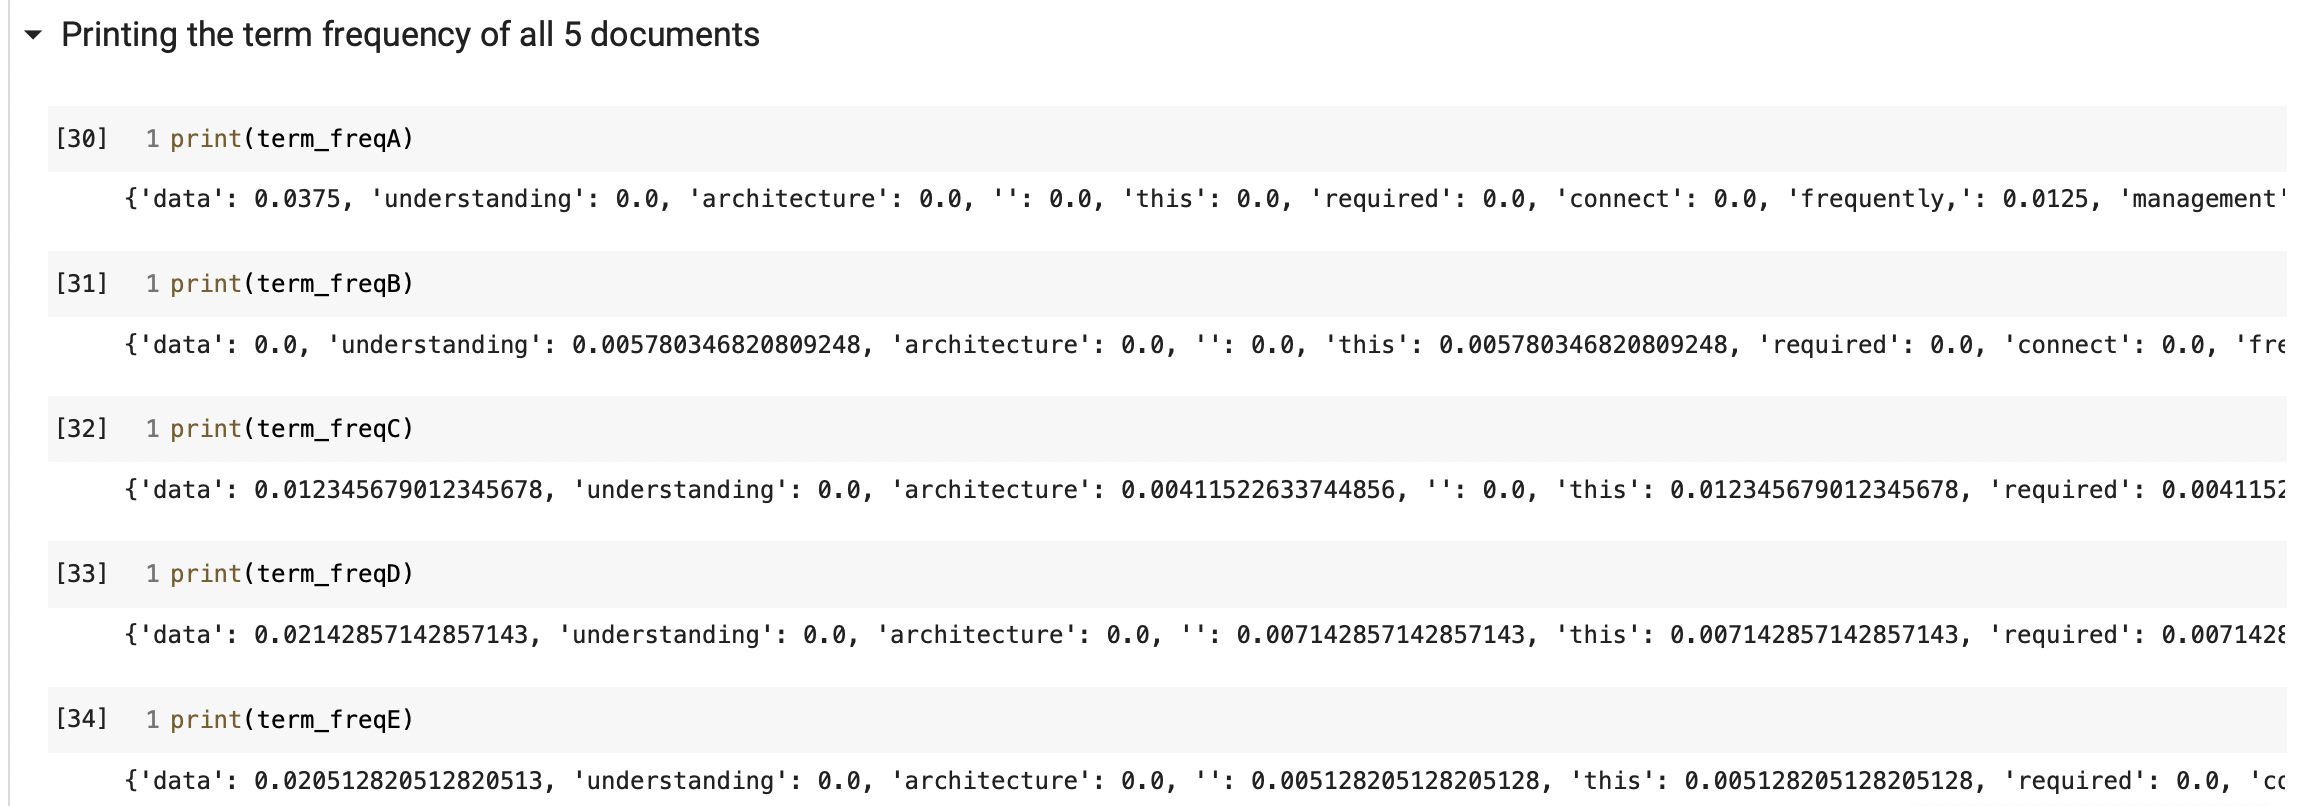 Printing the term frequency of all 5 documents
[30] 1 print(term_freqA)
{'data': 0.0375, 'understanding': 0.0, 'architecture': 0.0, '': 0.0, 'this': 0.0, 'required': 0.0, 'connect': 0.0, 'frequently,': 0.0125, 'management'
[31] 1 print(term_freqB)
{'data': 0.0, 'understanding': 0.005780346820809248, 'architecture': 0.0, '': 0.0, 'this': 0.005780346820809248, 'required': 0.0, 'connect': 0.0, 'fre
[32] 1 print(term_freqC)
{'data': 0.012345679012345678, 'understanding': 0.0, 'architecture': 0.00411522633744856, '': 0.0, 'this': 0.012345679012345678, 'required': 0.0041152
[33] 1 print(term_freqD)
{'data': 0.02142857142857143, 'understanding': 0.0, 'architecture': 0.0, '': 0.007142857142857143, 'this': 0.007142857142857143, 'required': 0.0071428
[34] 1 print(term_freqE)
{'data': 0.020512820512820513, 'understanding': 0.0, 'architecture': 0.0, '': 0.005128205128205128, 'this': 0.005128205128205128, 'required': 0.0, 'co